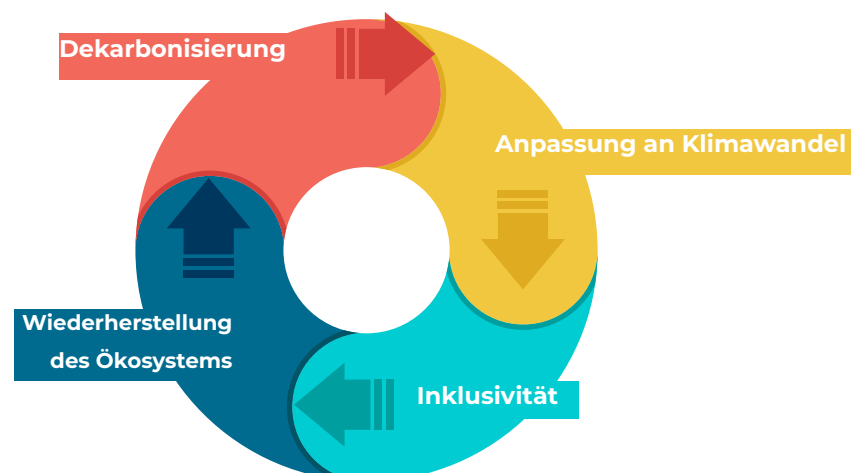 Dekarbonisierung
Anpassung an Klimawandel
Inklusivität
Wiederherstellung
des Ökosystems